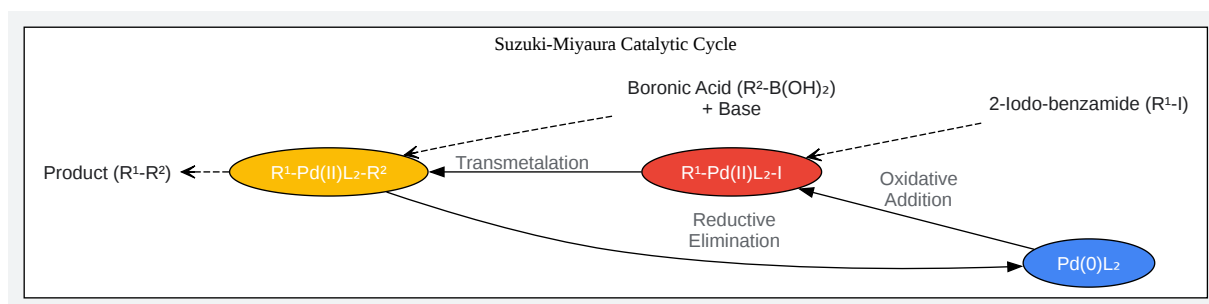 Suzuki-Miyaura Catalytic Cycle
Boronic Acid (R²-B(OH)₂)
+ Base
2-Iodo-benzamide (R¹-I)
Product (R¹-R²)
R¹-Pd(II)L₂-R²
Transmetalation
R¹-Pd(II)L₂-I
Oxidative
Addition
Reductive
Elimination
Pd(0)L₂